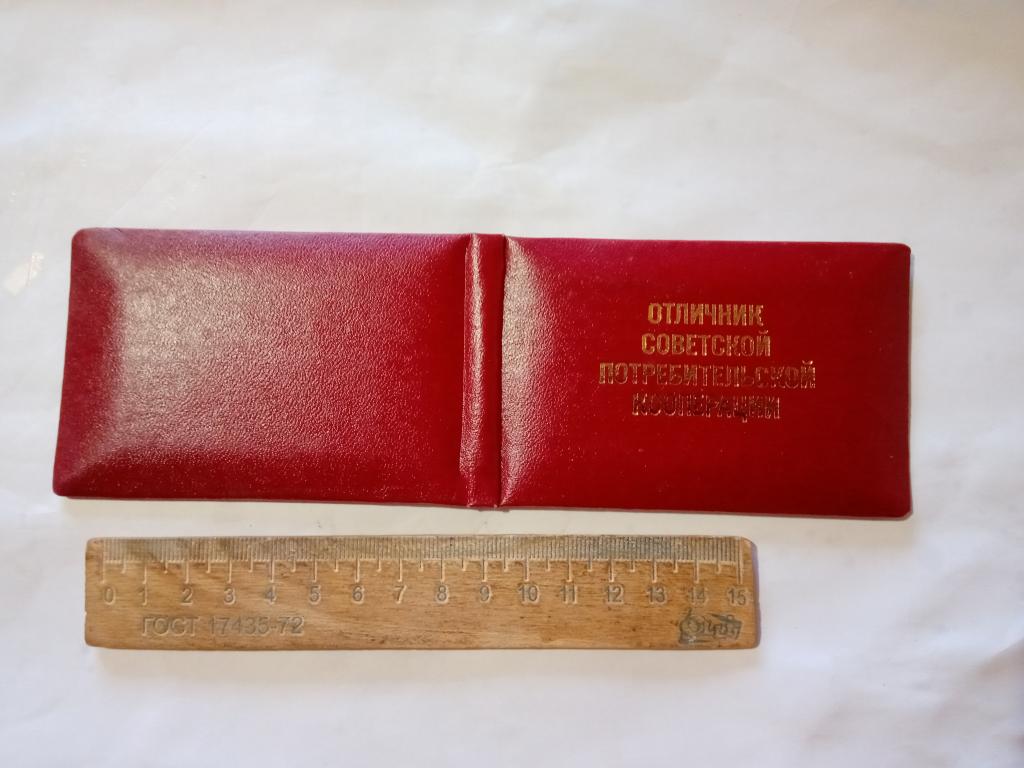 ОТЛИЧНИК
СОВЕТСКОЙ
ПОТРЕБИТЕЛЬСКОЙ
КООПЕРАЦИИ
0 1 2 3 4 5 6 7 8 9 10 11 12 13 14 15
ГОСТ 17435-72